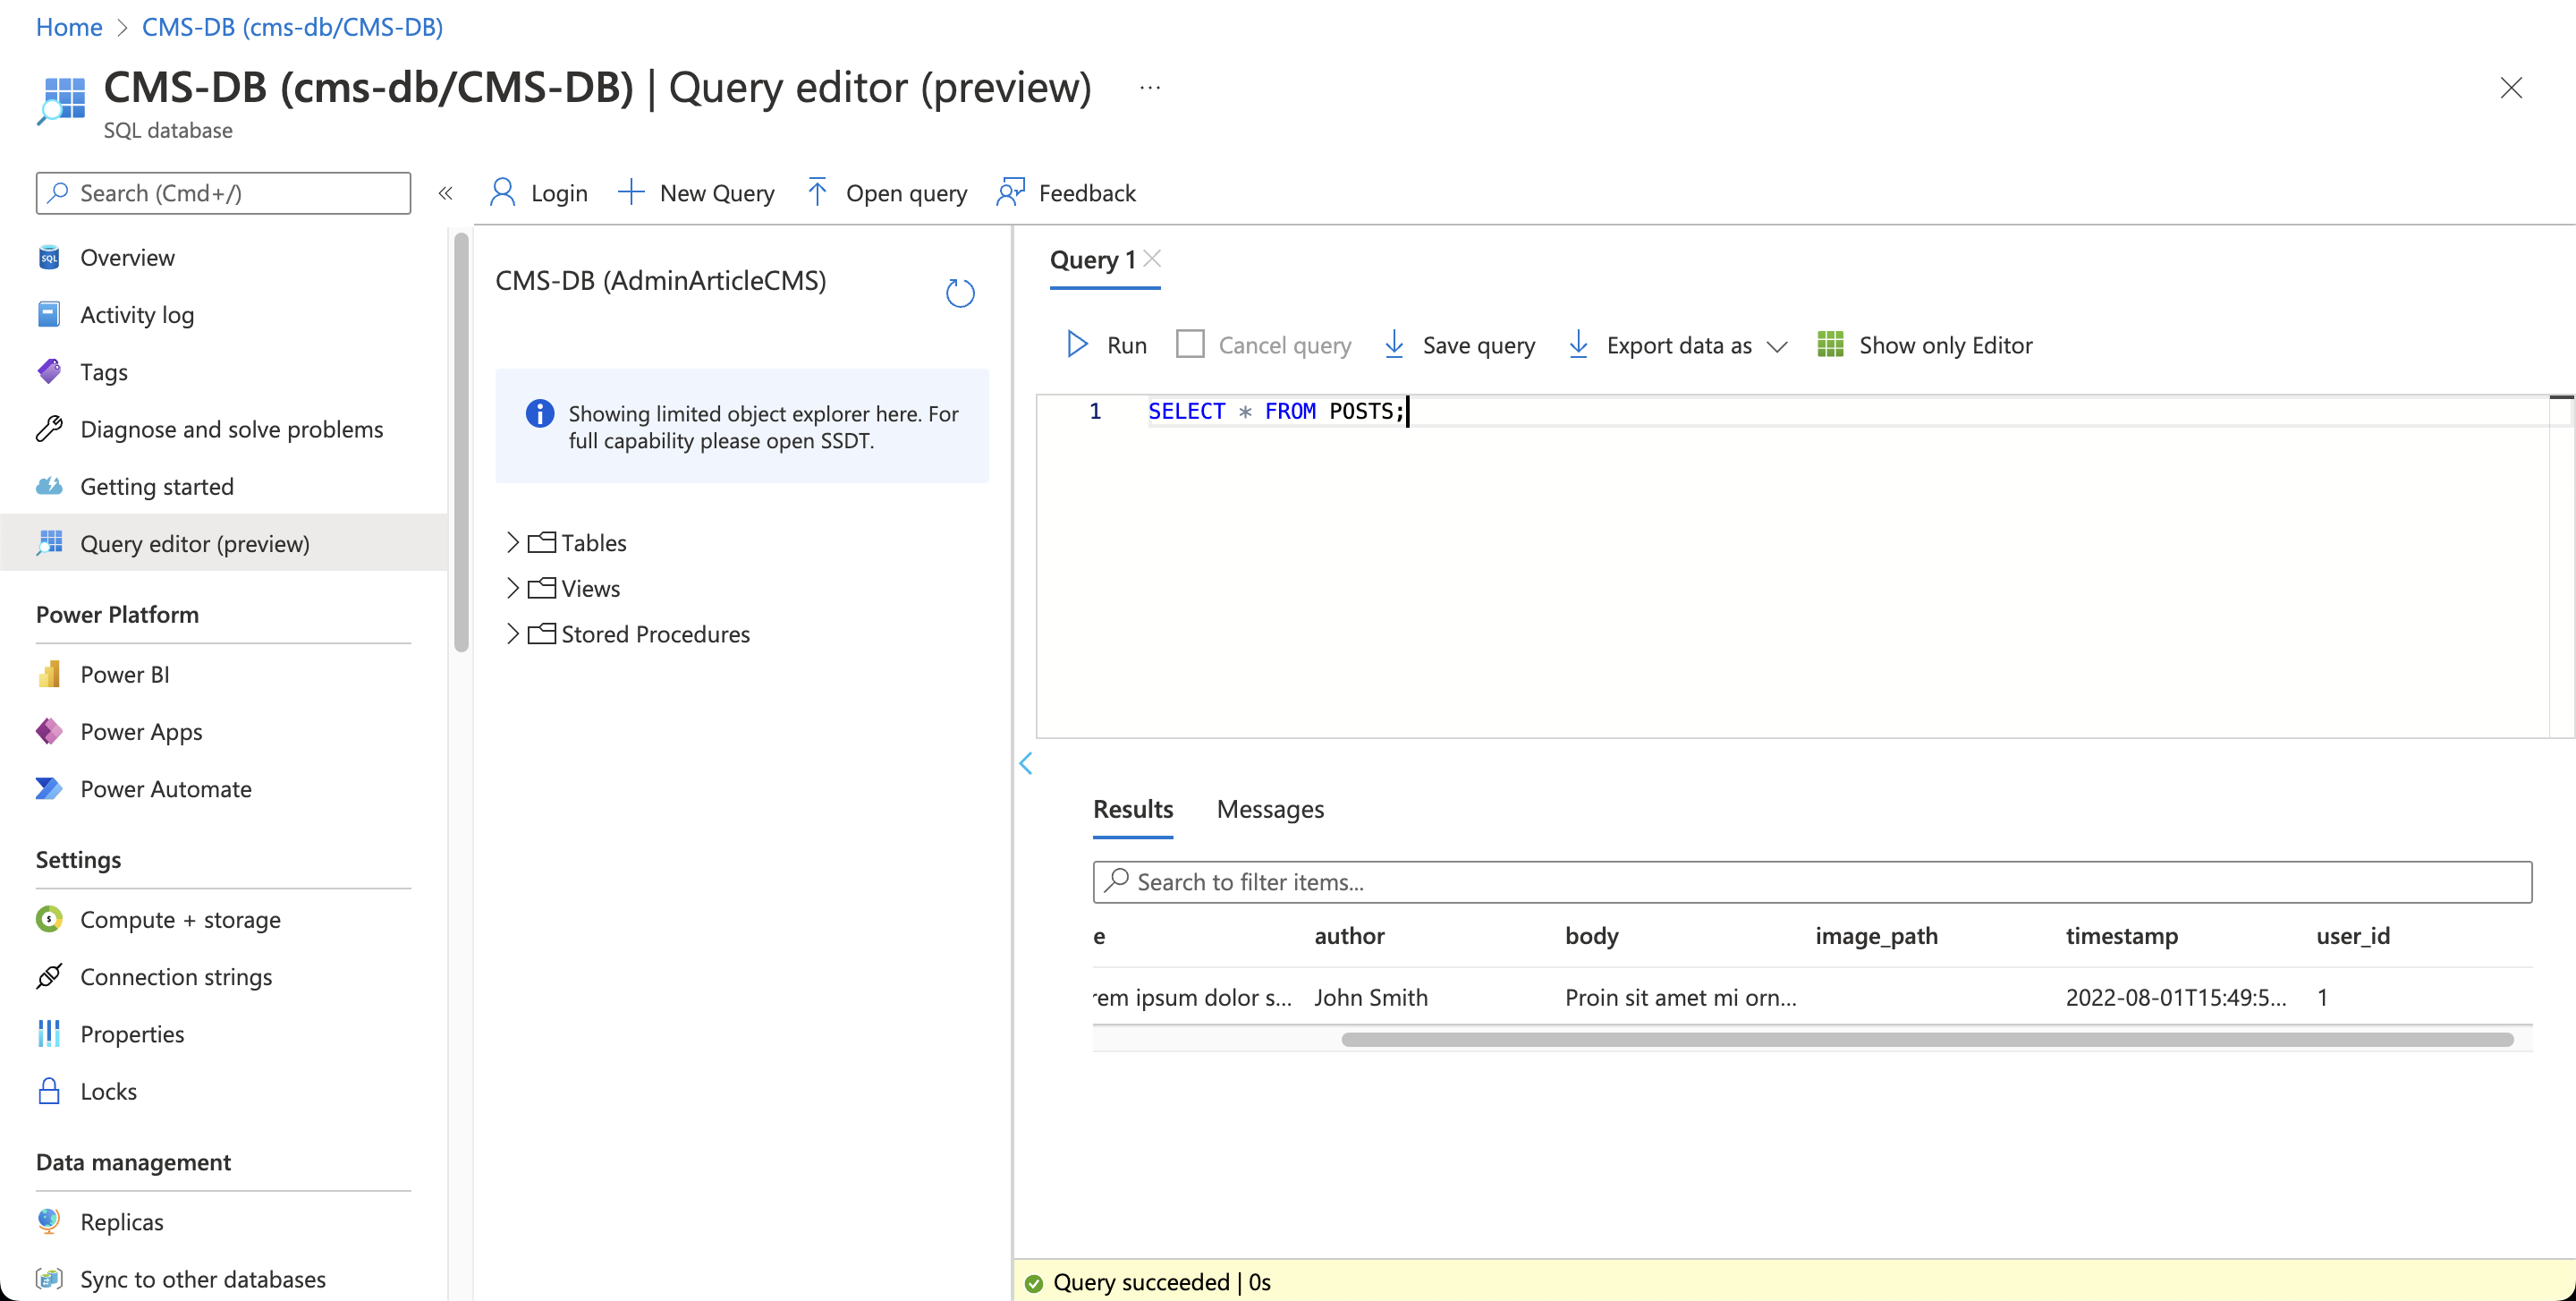 Home > CMS-DB (cms-db/CMS-DB)
CMS-DB (cms-db/CMS-DB) | Query editor (preview) ...
SQL database
Search (Cmd+/)
«
Login
New Query
Open query
Feedback
Overview
Activity log
Tags
Diagnose and solve problems
Getting started
Query editor (preview)
Power Platform
Power BI
Power Apps
Power Automate
Settings
Compute + storage
Connection strings
Properties
Locks
Data management
Replicas
Sync to other databases
CMS-DB (AdminArticleCMS)
Showing limited object explorer here. For
full capability please open SSDT.
Tables
Views
Stored Procedures
Query 1
Run
Cancel query
Save query
Export data as
Show only Editor
1 SELECT * FROM POSTS;
Results Messages
Search to filter items...
e author body image_path timestamp user_id
rem ipsum dolor s... John Smith Proin sit amet mi orn... 2022-08-01T15:49:5... 1
Query succeeded | 0s